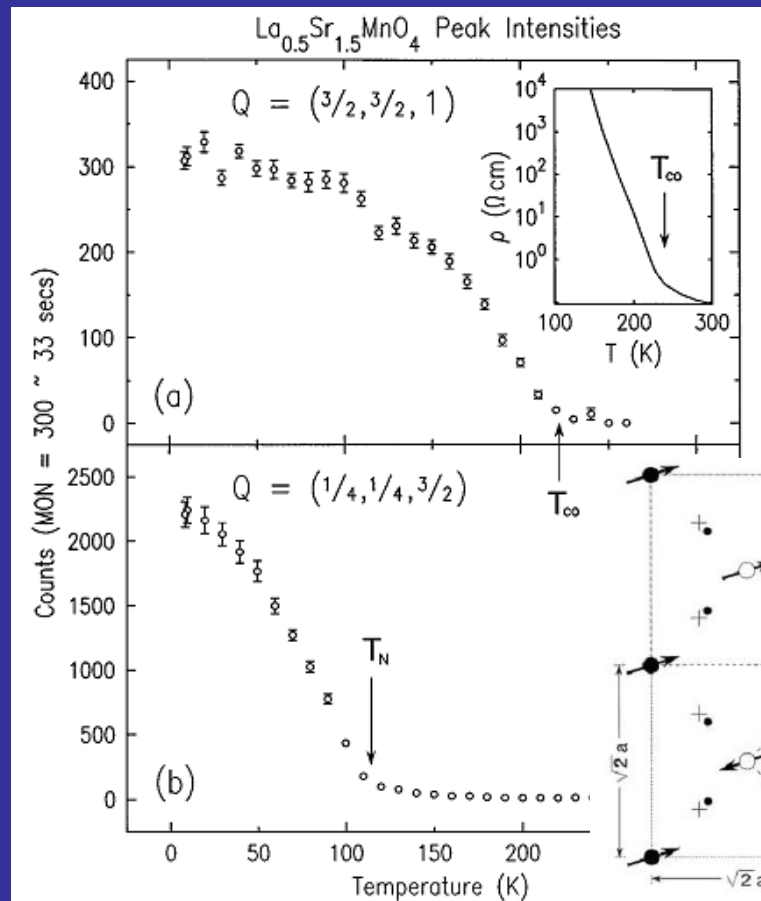 La0.5Sr1.5MnO4 Peak Intensities
Counts (MON = 300 ~ 33 secs)
400
300
200
100
0
Q = (3/2, 3/2, 1)
(a)
TCO
ρ (Ω cm)
10^4
10^3
10^2
10^1
10^0
TCO
100 200 300
T (K)
2500
2000
1500
1000
500
0
Q = (1/4, 1/4, 3/2)
TN
(b)
0 50 100 150 200
Temperature (K)
√2 a
√2 a